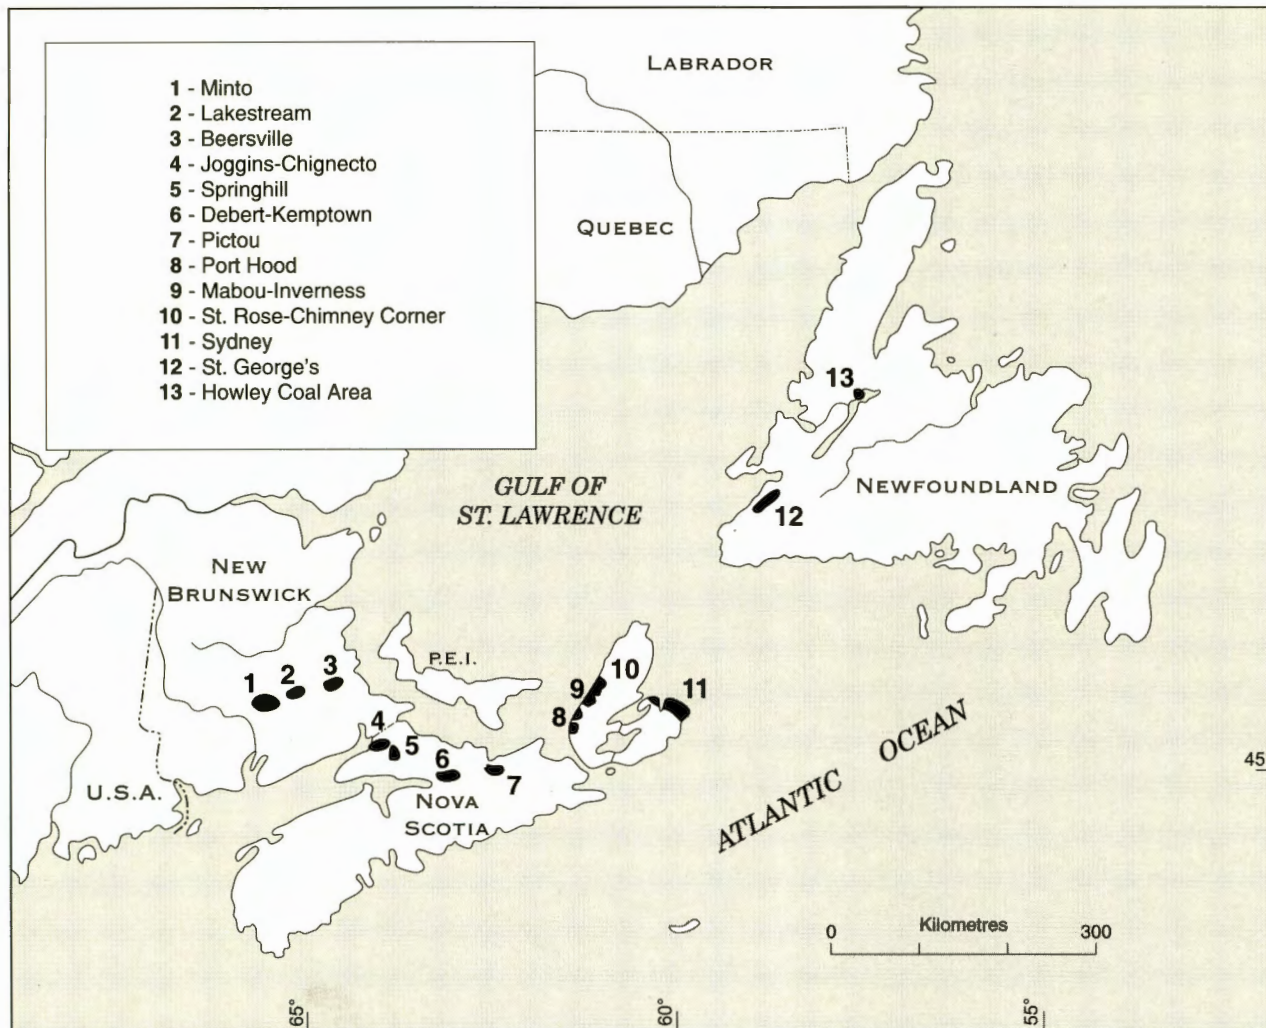 1 - Minto
2 - Lakestream
3 - Beersville
4 - Joggins-Chignecto
5 - Springhill
6 - Debert-Kemptown
7 - Pictou
8 - Port Hood
9 - Mabou-Inverness
10 - St. Rose-Chimney Corner
11 - Sydney
12 - St. George's
13 - Howley Coal Area
LABRADOR
QUEBEC
13
NEWFOUNDLAND
12
GULF OF
ST. LAWRENCE
NEW
BRUNSWICK
P.E.I.
1
2
3
4
5
6
7
8
9
10
11
NOVA
SCOTIA
U.S.A.
ATLANTIC OCEAN
45
0 Kilometres 300
65°
60°
55°